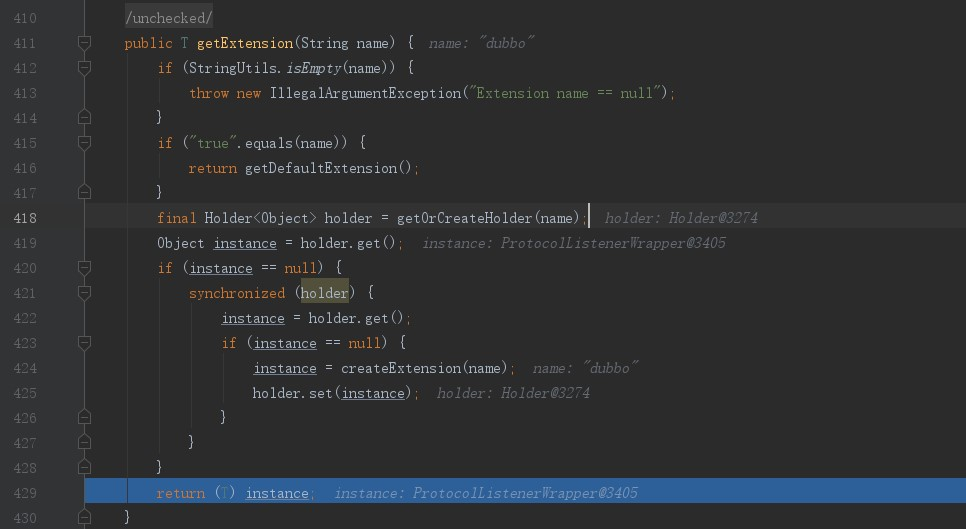 410 /unchecked/
411 public T getExtension(String name) { name: "dubbo"
412 if (StringUtils.isEmpty(name)) {
413 throw new IllegalArgumentException("Extension name == null");
414 }
415 if ("true".equals(name)) {
416 return getDefaultExtension();
417 }
418 final Holder<Object> holder = getOrCreateHolder(name); holder: Holder@3274
419 Object instance = holder.get(); instance: ProtocolListenerWrapper@3405
420 if (instance == null) {
421 synchronized (holder) {
422 instance = holder.get();
423 if (instance == null) {
424 instance = createExtension(name); name: "dubbo"
425 holder.set(instance); holder: Holder@3274
426 }
427 }
428 }
429 return (T) instance; instance: ProtocolListenerWrapper@3405
430 }